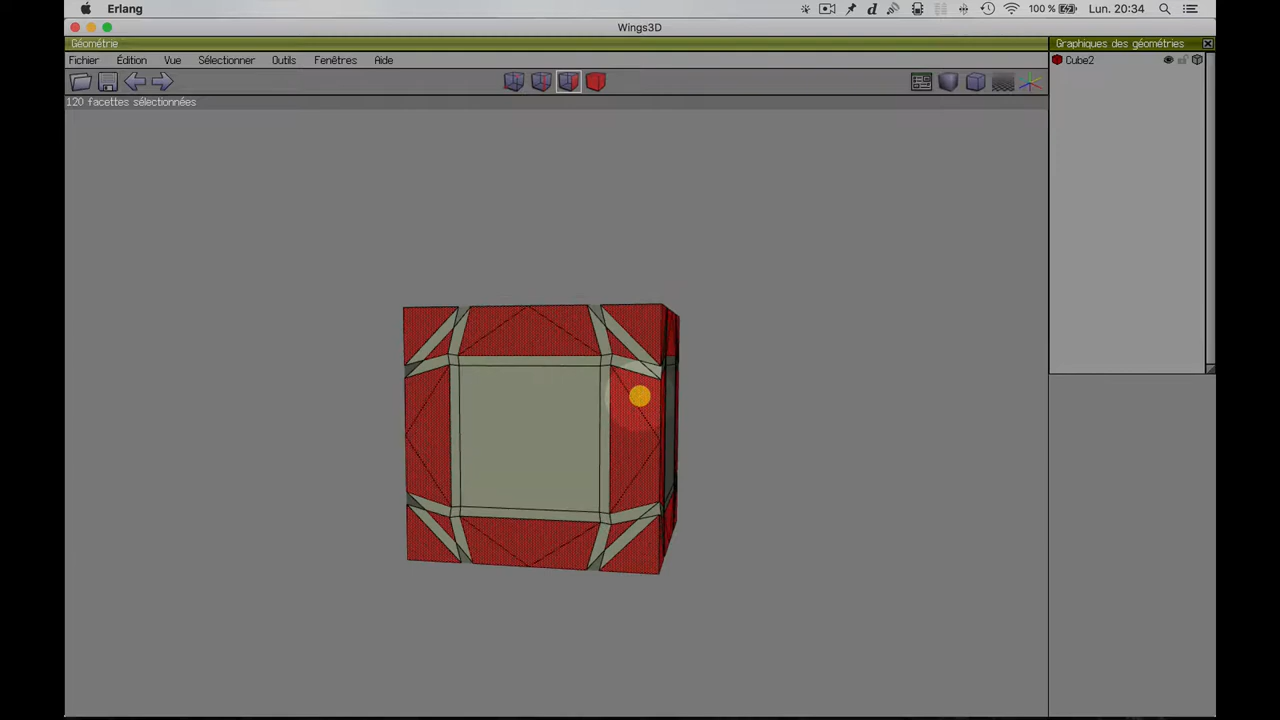 Erlang
d
100 %
Lun. 20:34
Wings3D
Géométrie
Graphiques des géométries
Fichier Édition Vue Sélectionner Outils Fenêtres Aide
Cube2
120 facettes sélectionnées